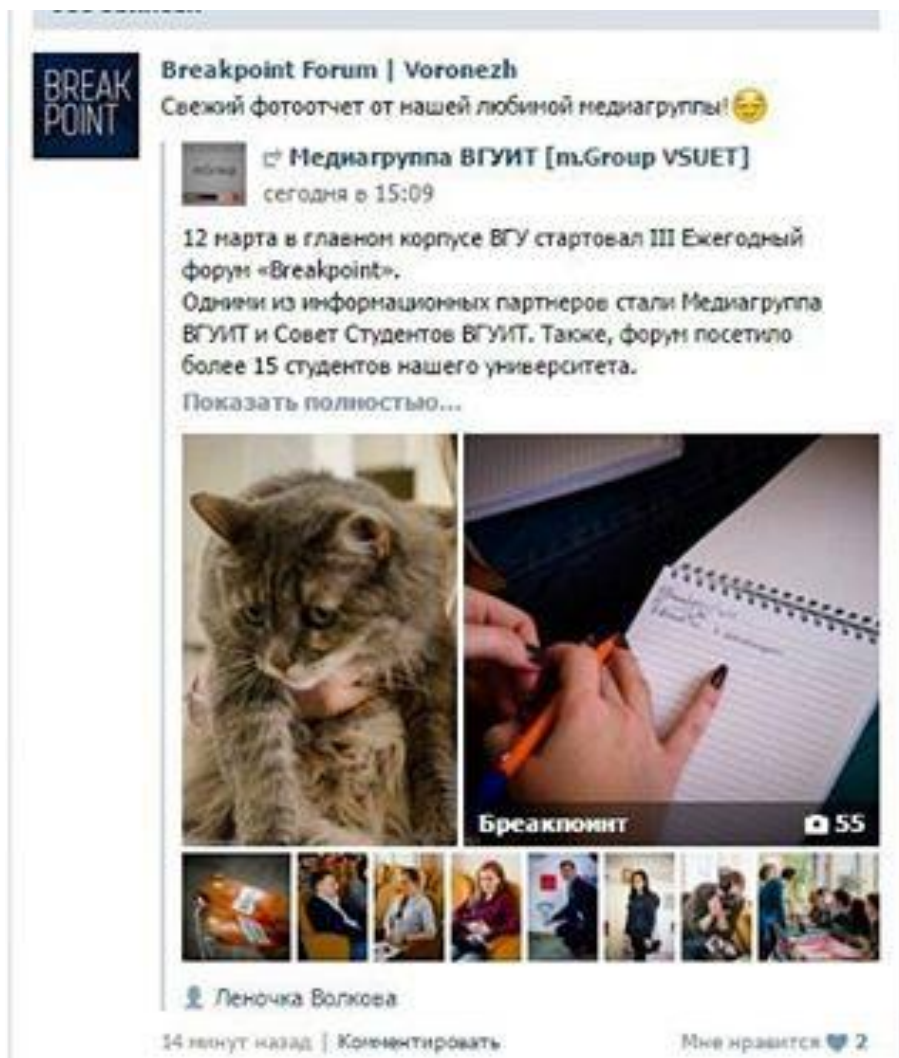 BREAK
POINT
Breakpoint Forum | Voronezh
Свежий фотоотчет от нашей любимой медиагруппы!
Медиагруппа ВГУИТ [m.Group VSUET]
сегодня в 15:09
12 марта в главном корпусе ВГУ стартовал III Ежегодный
форум «Breakpoint».
Одними из информационных партнеров стали Медиагруппа
ВГУИТ и Совет Студентов ВГУИТ. Также, форум посетило
более 15 студентов нашего университета.
Показать полностью...
Бреакпоинт
55
Леночка Волкова
14 минут назад | Комментировать
Мне нравится 2